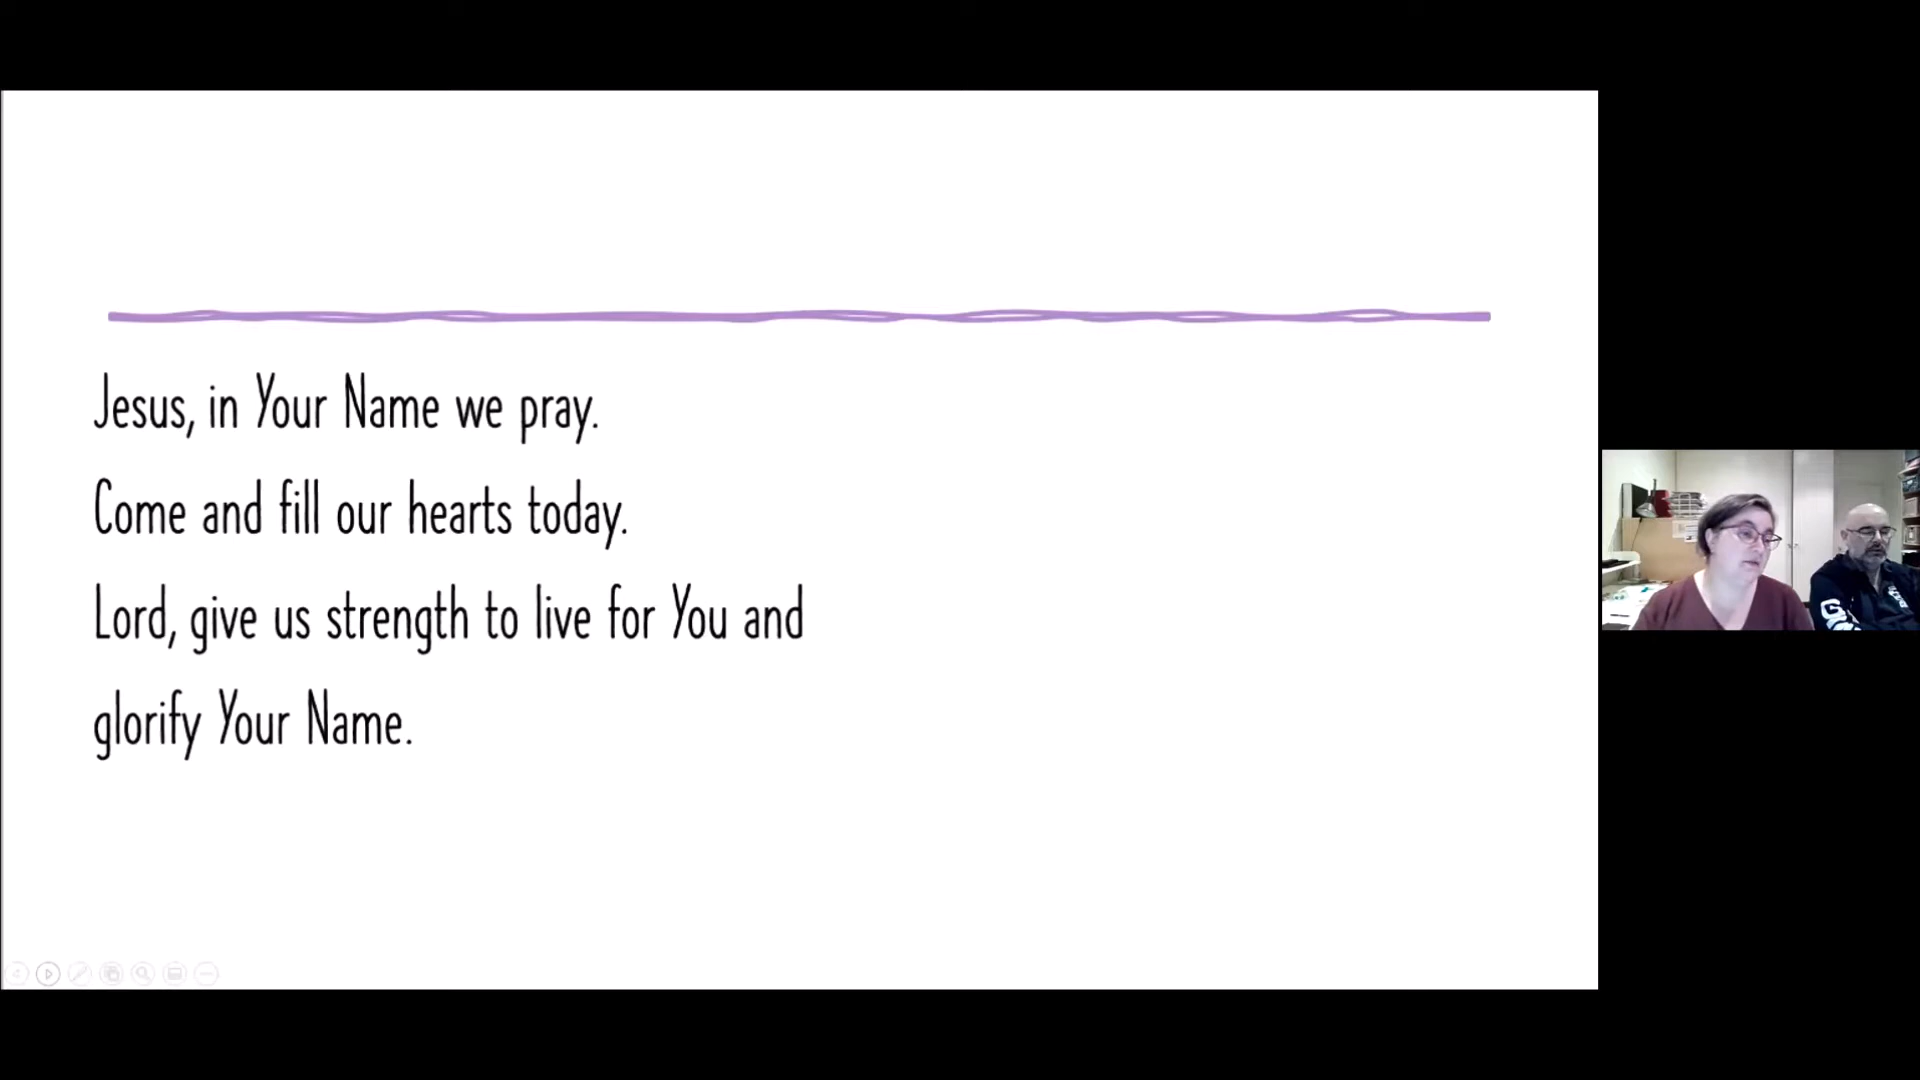 Jesus, in Your Name we pray.
Come and fill our hearts today.
Lord, give us strength to live for You and
glorify Your Name.